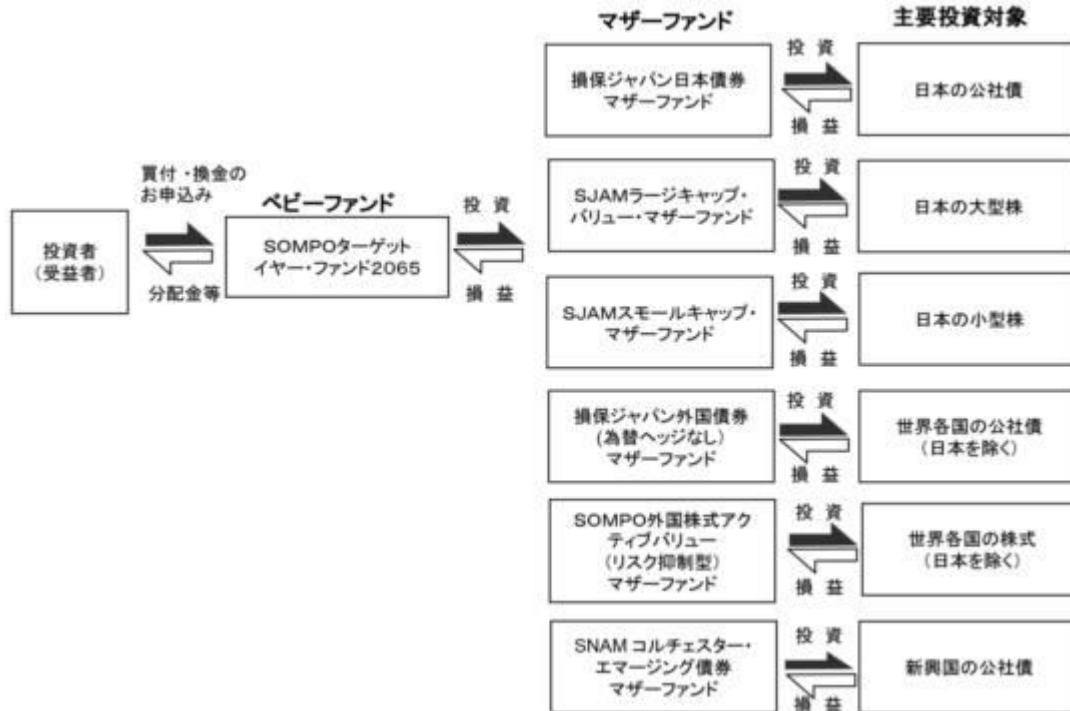 マザーファンド
主要投資対象
投 資
損保ジャパン日本債券
マザーファンド
日本の公社債
損 益
買付・換金の
お申込み
投 資
SJAMラージキャップ・
バリュー・マザーファンド
日本の大型株
損 益
ベビーファンド
投 資
投資者
(受益者)
SOMPOターゲット
イヤー・ファンド2065
分配金等
損 益
投 資
SJAMスモールキャップ・
マザーファンド
日本の小型株
損 益
投 資
損保ジャパン外国債券
(為替ヘッジなし)
マザーファンド
世界各国の公社債
(日本を除く)
損 益
投 資
SOMPO外国株式アク
ティブバリュー
(リスク抑制型)
マザーファンド
世界各国の株式
(日本を除く)
損 益
投 資
SNAM コルチェスター・
エマージング債券
マザーファンド
新興国の公社債
損 益